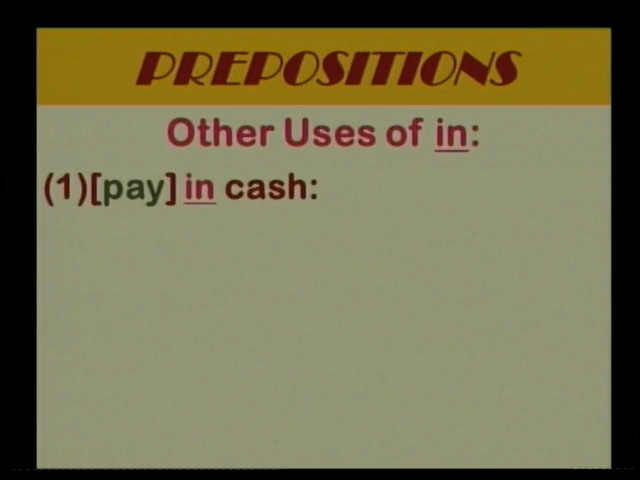 PREPOSITIONS
Other Uses of in:
(1)[pay] in cash: